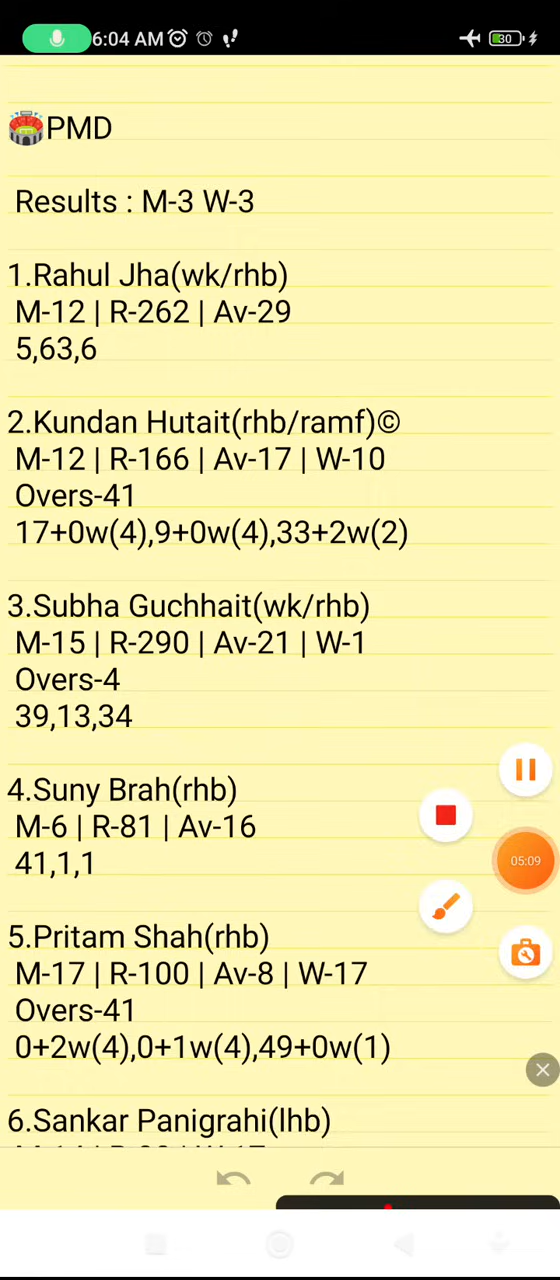 6:04 AM
30
PMD
Results : M-3 W-3
1.Rahul Jha(wk/rhb)
M-12 | R-262 | Av-29
5,63,6
2.Kundan Hutait(rhb/ramf)©
M-12 | R-166 | Av-17 | W-10
Overs-41
17+0w(4),9+0w(4),33+2w(2)
3.Subha Guchhait(wk/rhb)
M-15 | R-290 | Av-21 | W-1
Overs-4
39,13,34
4.Suny Brah(rhb)
M-6 | R-81 | Av-16
41,1,1
05:09
5.Pritam Shah(rhb)
M-17 | R-100 | Av-8 | W-17
Overs-41
0+2w(4),0+1w(4),49+0w(1)
6.Sankar Panigrahi(lhb)